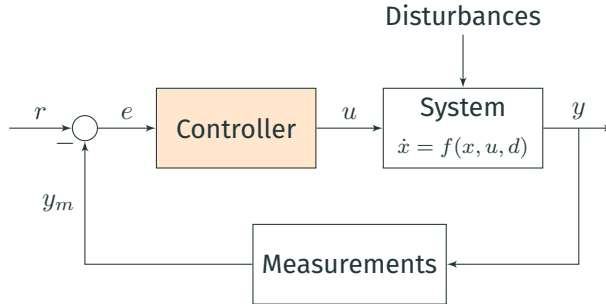 Disturbances
r
e
Controller
u
System
ẋ = f(x, u, d)
y
−
y_m
Measurements